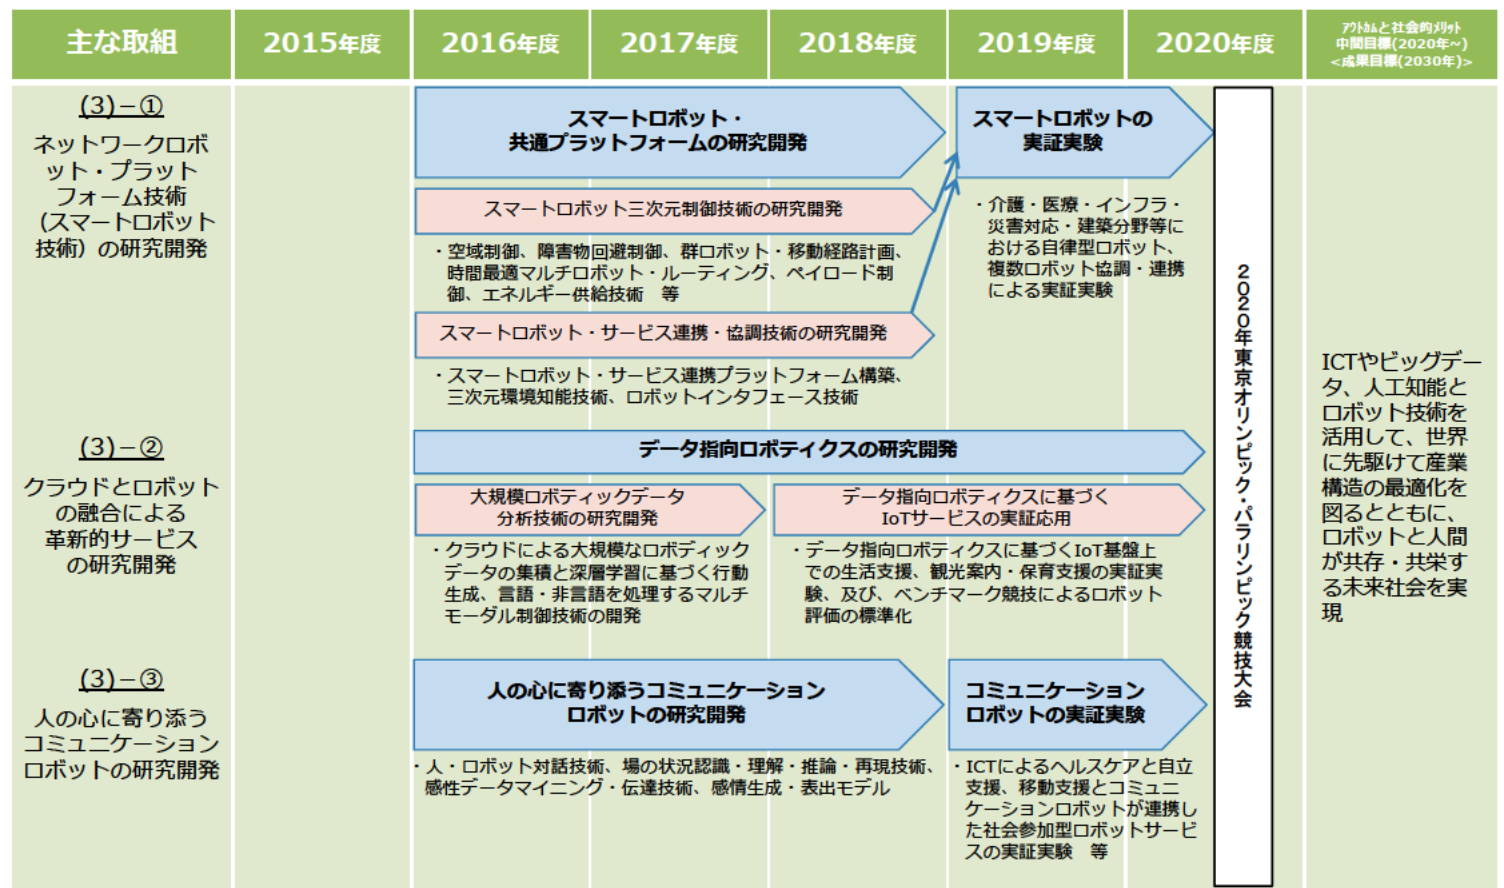 主な取組
2015年度
2016年度
2017年度
2018年度
2019年度
2020年度
ｱｳﾄｶﾑと社会的ﾒﾘｯﾄ
中間目標(2020年~)
<成果目標(2030年)>
(3)－①
ネットワークロボ
ット・プラット
フォーム技術
（スマートロボット
技術）の研究開発
スマートロボット・
共通プラットフォームの研究開発
スマートロボットの
実証実験
スマートロボット三次元制御技術の研究開発
・空域制御、障害物回避制御、群ロボット・移動経路計画、
時間最適マルチロボット・ルーティング、ペイロード制
御、エネルギー供給技術　等
・介護・医療・インフラ・
災害対応・建築分野等に
おける自律型ロボット、
複数ロボット協調・連携
による実証実験
スマートロボット・サービス連携・協調技術の研究開発
・スマートロボット・サービス連携プラットフォーム構築、
三次元環境知能技術、ロボットインタフェース技術
(3)－②
クラウドとロボット
の融合による
革新的サービス
の研究開発
データ指向ロボティクスの研究開発
大規模ロボティックデータ
分析技術の研究開発
データ指向ロボティクスに基づく
IoTサービスの実証応用
・クラウドによる大規模なロボディック
データの集積と深層学習に基づく行動
生成、言語・非言語を処理するマルチ
モーダル制御技術の開発
・データ指向ロボティクスに基づくIoT基盤上
での生活支援、観光案内・保育支援の実証実
験、及び、ベンチマーク競技によるロボット
評価の標準化
(3)－③
人の心に寄り添う
コミュニケーション
ロボットの研究開発
人の心に寄り添うコミュニケーション
ロボットの研究開発
コミュニケーション
ロボットの実証実験
・人・ロボット対話技術、場の状況認識・理解・推論・再現技術、
感性データマイニング・伝達技術、感情生成・表出モデル
・ICTによるヘルスケアと自立
支援、移動支援とコミュニ
ケーションロボットが連携し
た社会参加型ロボットサービ
スの実証実験　等
2020年東京オリンピック・パラリンピック競技大会
ICTやビッグデー
タ、人工知能と
ロボット技術を
活用して、世界
に先駆けて産業
構造の最適化を
図るとともに、
ロボットと人間
が共存・共栄す
る未来社会を実
現